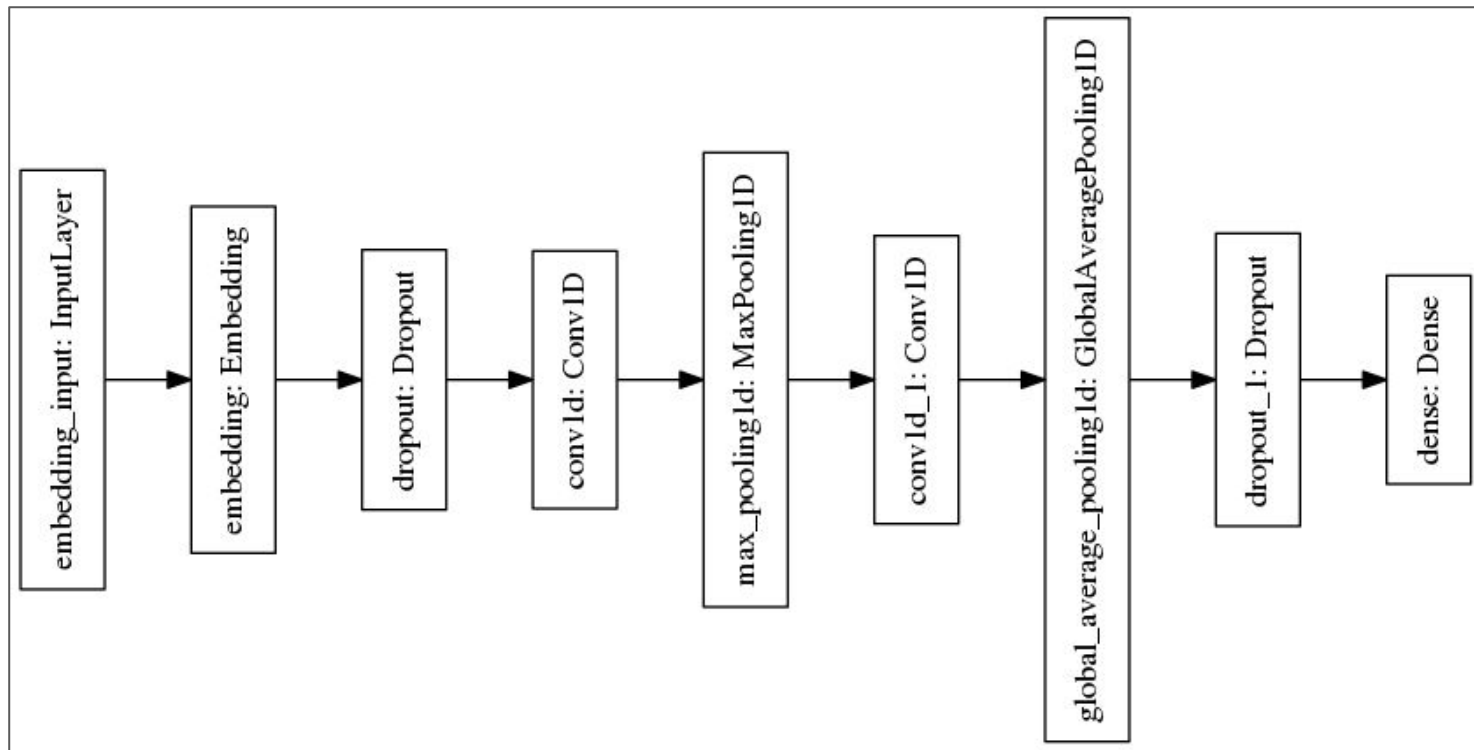 embedding_input: InputLayer
embedding: Embedding
dropout: Dropout
conv1d: Conv1D
max_pooling1d: MaxPooling1D
conv1d_1: Conv1D
global_average_pooling1d: GlobalAveragePooling1D
dropout_1: Dropout
dense: Dense